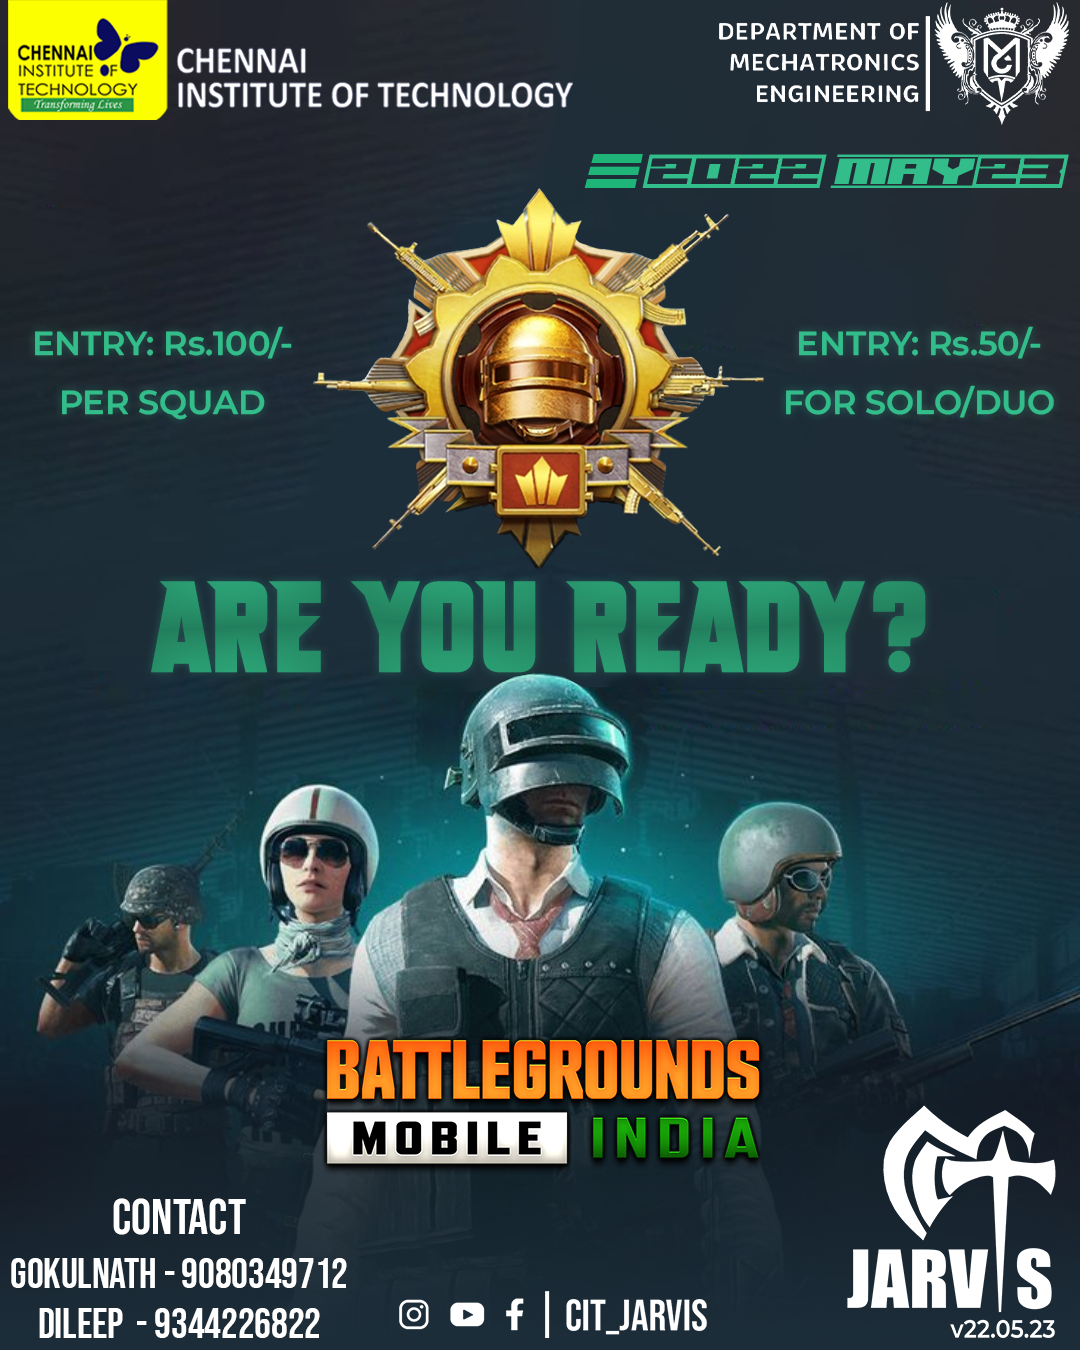 CHENNAI
INSTITUTE OF
TECHNOLOGY
Transforming Lives
CHENNAI
INSTITUTE OF TECHNOLOGY
DEPARTMENT OF
MECHATRONICS
ENGINEERING
2022 MAY 23
ENTRY: Rs.100/-
PER SQUAD
ENTRY: Rs.50/-
FOR SOLO/DUO
ARE YOU READY?
BATTLEGROUNDS
MOBILE INDIA
CONTACT
GOKULNATH - 9080349712
DILEEP - 9344226822
CIT_JARVIS
JARVIS
v22.05.23